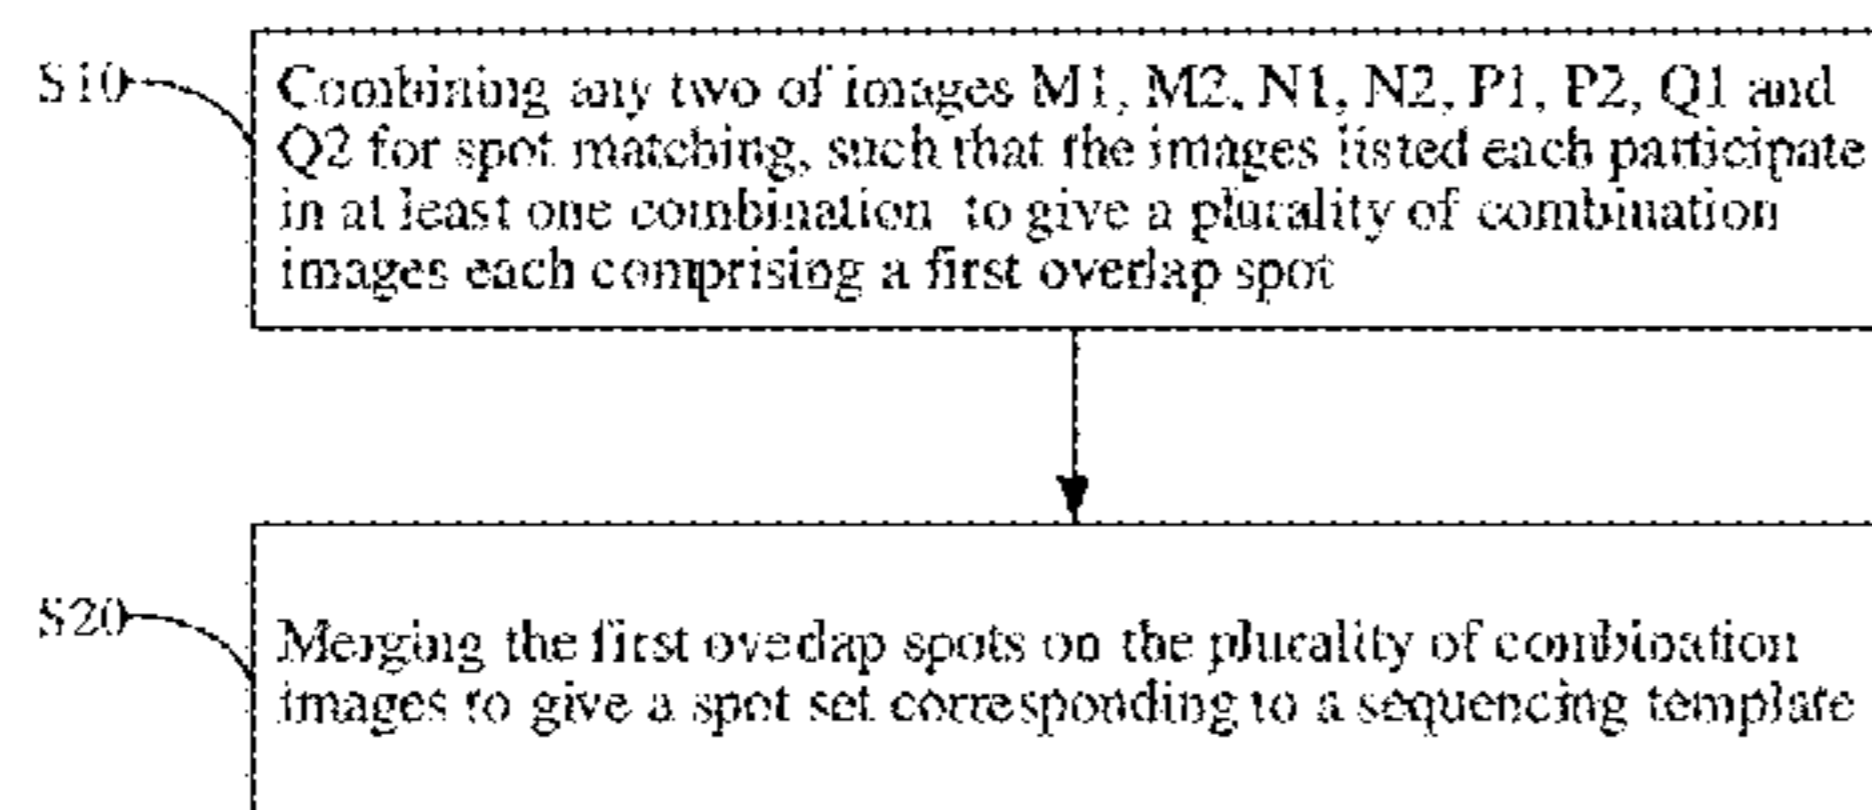 S10
Combining any two of images M1, M2, N1, N2, P1, P2, Q1 and
Q2 for spot matching, such that the images listed each participate
in at least one combination to give a plurality of combination
images each comprising a first overlap spot
S20
Merging the first overlap spots on the plurality of combination
images to give a spot set corresponding to a sequencing template